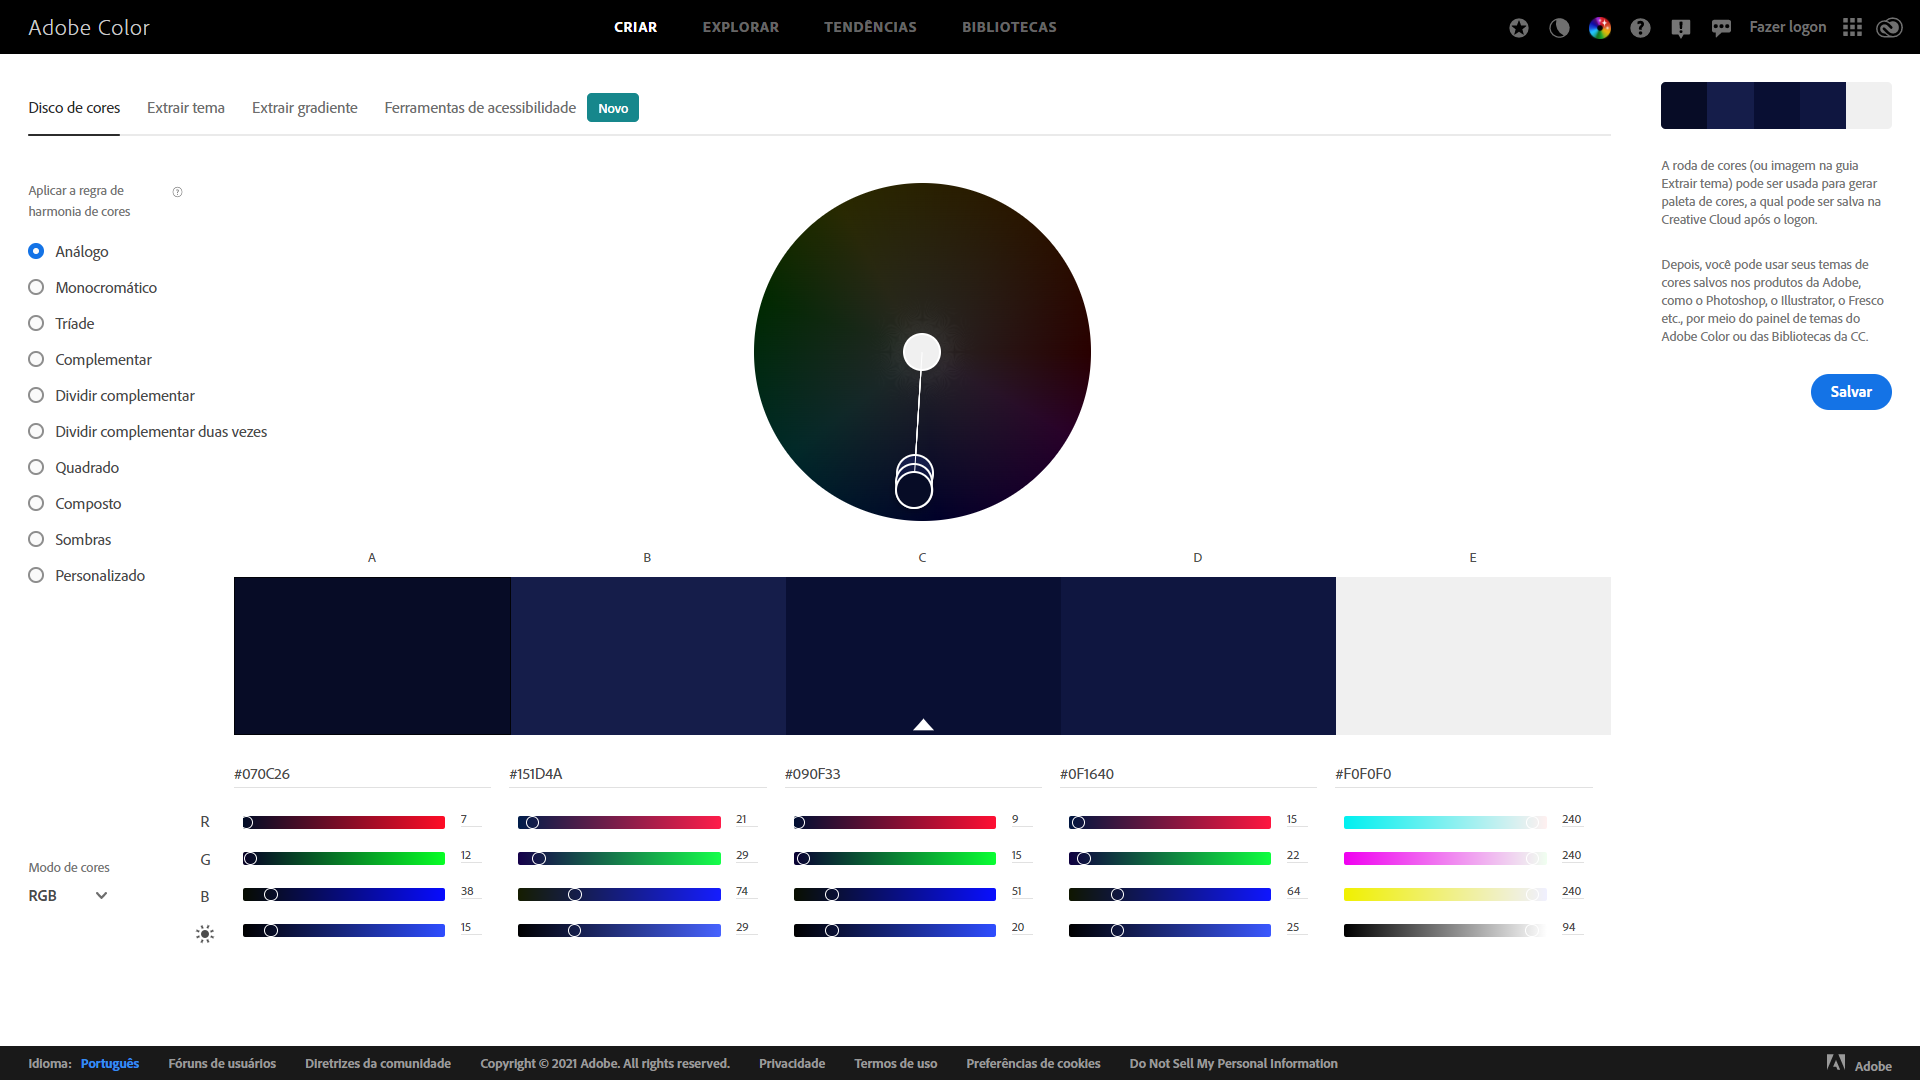 Adobe Color
CRIAR EXPLORAR TENDÊNCIAS BIBLIOTECAS
Fazer logon
Disco de cores Extrair tema Extrair gradiente Ferramentas de acessibilidade Novo
Aplicar a regra de
harmonia de cores
Análogo
Monocromático
Tríade
Complementar
Dividir complementar
Dividir complementar duas vezes
Quadrado
Composto
Sombras
Personalizado
A roda de cores (ou imagem na guia
Extrair tema) pode ser usada para gerar
paleta de cores, a qual pode ser salva na
Creative Cloud após o logon.
Depois, você pode usar seus temas de
cores salvos nos produtos da Adobe,
como o Photoshop, o Illustrator, o Fresco
etc., por meio do painel de temas do
Adobe Color ou das Bibliotecas da CC.
Salvar
A B C D E
#070C26 #151D4A #090F33 #0F1640 #F0F0F0
R 7 21 9 15 240
G 12 29 15 22 240
B 38 74 51 64 240
15 29 20 25 94
Modo de cores
RGB
Idioma: Português Fóruns de usuários Diretrizes da comunidade Copyright © 2021 Adobe. All rights reserved. Privacidade Termos de uso Preferências de cookies Do Not Sell My Personal Information Adobe